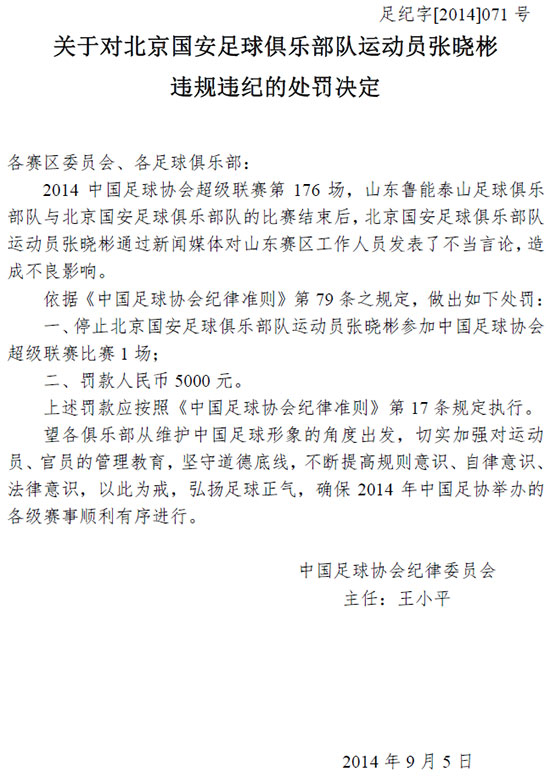 足纪字[2014]071 号
关于对北京国安足球俱乐部队运动员张晓彬
违规违纪的处罚决定
各赛区委员会、各足球俱乐部：
2014 中国足球协会超级联赛第 176 场，山东鲁能泰山足球俱乐
部队与北京国安足球俱乐部队的比赛结束后，北京国安足球俱乐部队
运动员张晓彬通过新闻媒体对山东赛区工作人员发表了不当言论，造
成不良影响。
依据《中国足球协会纪律准则》第 79 条之规定，做出如下处罚：
一、停止北京国安足球俱乐部队运动员张晓彬参加中国足球协会
超级联赛比赛 1 场；
二、罚款人民币 5000 元。
上述罚款应按照《中国足球协会纪律准则》第 17 条规定执行。
望各俱乐部从维护中国足球形象的角度出发，切实加强对运动
员、官员的管理教育，坚守道德底线，不断提高规则意识、自律意识、
法律意识，以此为戒，弘扬足球正气，确保 2014 年中国足协举办的
各级赛事顺利有序进行。
中国足球协会纪律委员会
主任：王小平
2014 年 9 月 5 日